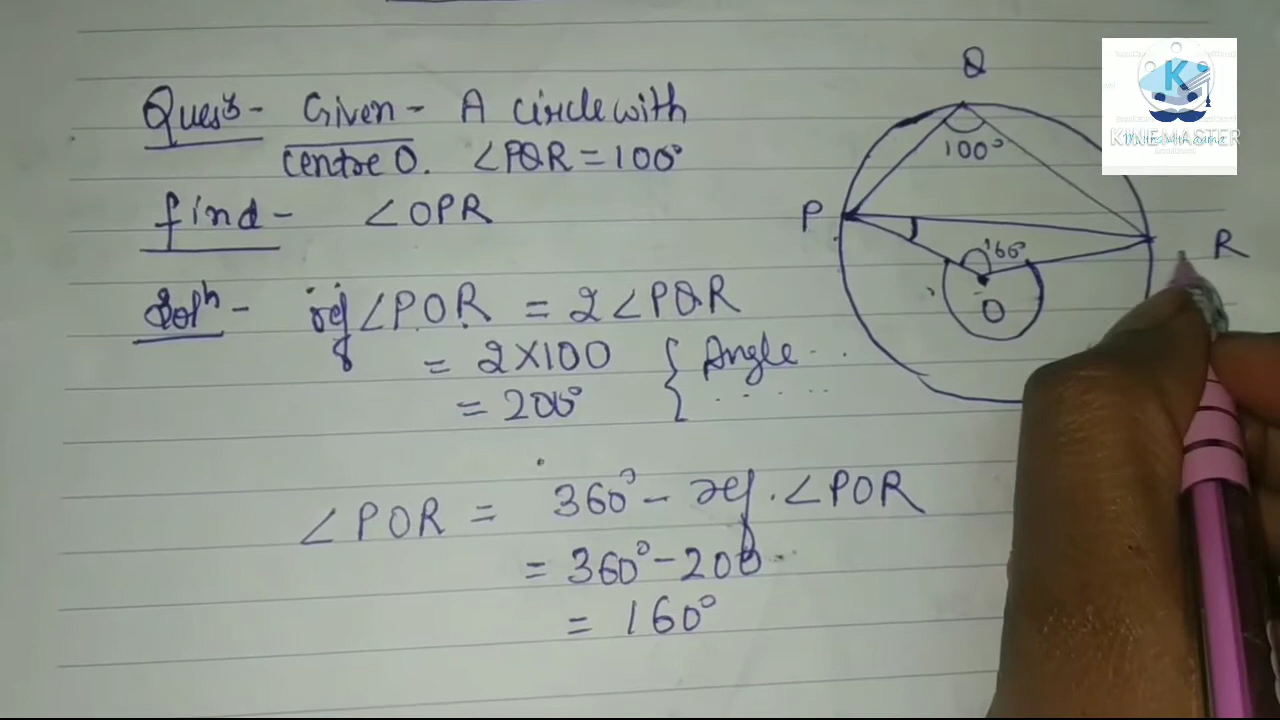 Ques3- Given- A circle with
centre O. ∠PQR = 100°
find- ∠OPR
Solⁿ- ref ∠POR = 2∠PQR
= 2×100 { Angle..
= 200° .....
∠POR = 360° - ref. ∠POR
= 360° - 200
= 160°
Q
100°
P
160°
R
O
K
KINEMASTER